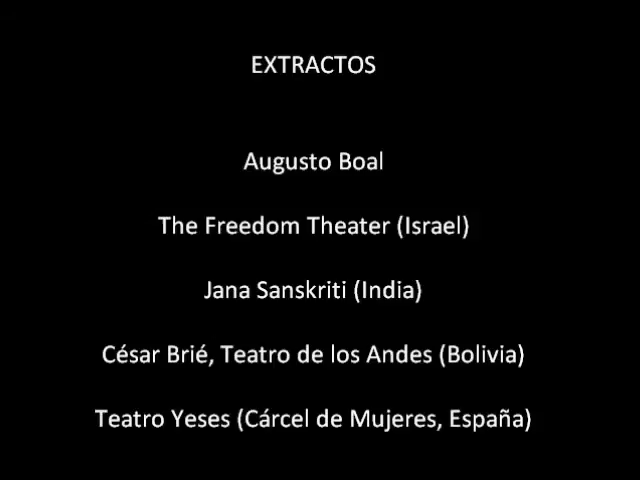 EXTRACTOS
Augusto Boal
The Freedom Theater (Israel)
Jana Sanskriti (India)
César Brié, Teatro de los Andes (Bolivia)
Teatro Yeses (Cárcel de Mujeres, España)